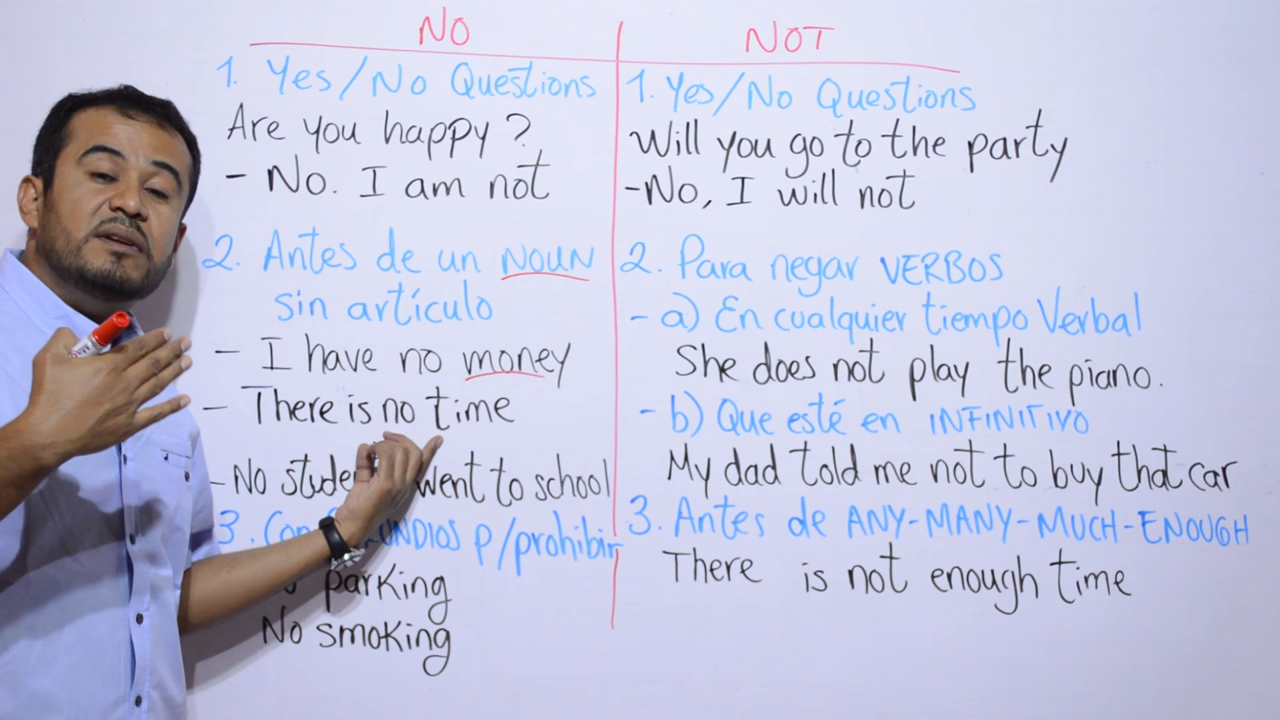 NO
1. Yes/No Questions
Are you happy?
- No. I am not
2. Antes de un NOUN
sin artículo
- I have no money
- There is no time
- No went to school
3. P/prohibir
parking
No smoking
NOT
1. Yes/No Questions
Will you go to the party
-No, I will not
2. Para negar VERBOS
- a) En cualquier tiempo Verbal
She does not play the piano.
- b) Que esté en INFINITIVO
My dad told me not to buy that car
3. Antes de ANY-MANY-MUCH-ENOUGH
There is not enough time